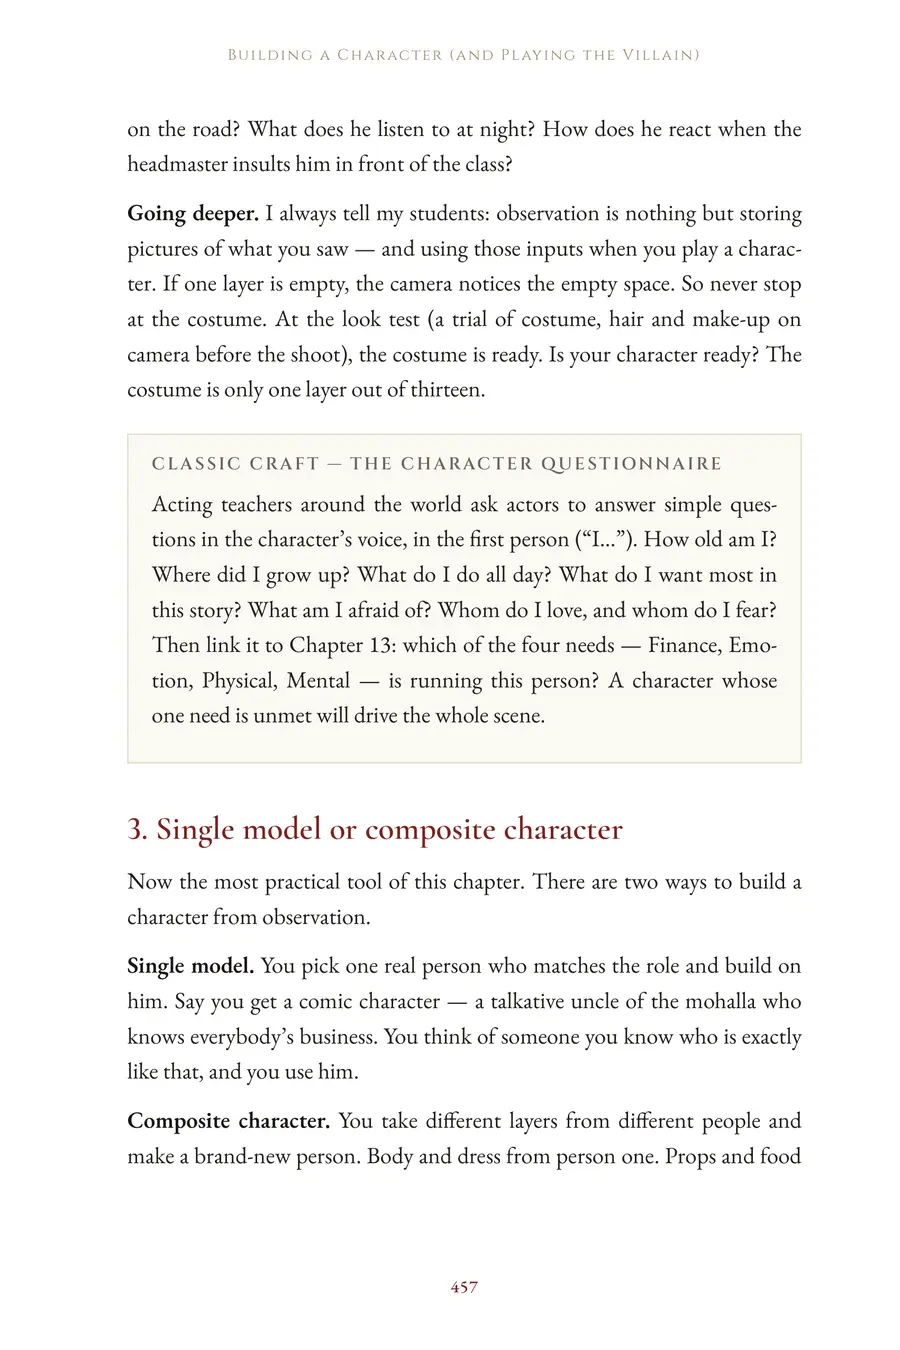 Building a Character (and Playing the Villain)
on the road? What does he listen to at night? How does he react when the
headmaster insults him in front of the class?
Going deeper. I always tell my students: observation is nothing but storing
pictures of what you saw — and using those inputs when you play a charac-
ter. If one layer is empty, the camera notices the empty space. So never stop
at the costume. At the look test (a trial of costume, hair and make-up on
camera before the shoot), the costume is ready. Is your character ready? The
costume is only one layer out of thirteen.
CLASSIC CRAFT — THE CHARACTER QUESTIONNAIRE
Acting teachers around the world ask actors to answer simple ques-
tions in the character’s voice, in the first person (“I...”). How old am I?
Where did I grow up? What do I do all day? What do I want most in
this story? What am I afraid of? Whom do I love, and whom do I fear?
Then link it to Chapter 13: which of the four needs — Finance, Emo-
tion, Physical, Mental — is running this person? A character whose
one need is unmet will drive the whole scene.
3. Single model or composite character
Now the most practical tool of this chapter. There are two ways to build a
character from observation.
Single model. You pick one real person who matches the role and build on
him. Say you get a comic character — a talkative uncle of the mohalla who
knows everybody’s business. You think of someone you know who is exactly
like that, and you use him.
Composite character. You take different layers from different people and
make a brand-new person. Body and dress from person one. Props and food
457